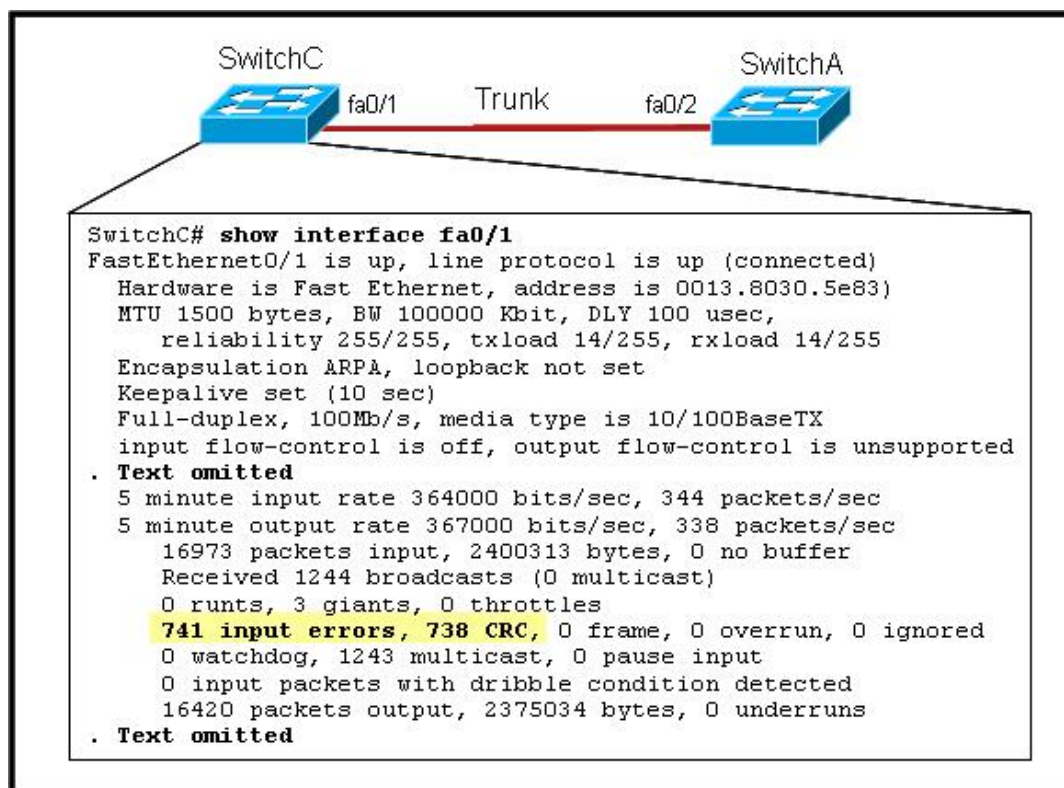 SwitchC
SwitchA
fa0/1
Trunk
fa0/2
SwitchC# show interface fa0/1
FastEthernet0/1 is up, line protocol is up (connected)
Hardware is Fast Ethernet, address is 0013.8030.5e83)
MTU 1500 bytes, BW 100000 Kbit, DLY 100 usec,
reliability 255/255, txload 14/255, rxload 14/255
Encapsulation ARPA, loopback not set
Keepalive set (10 sec)
Full-duplex, 100Mb/s, media type is 10/100BaseTX
input flow-control is off, output flow-control is unsupported
. Text omitted
5 minute input rate 364000 bits/sec, 344 packets/sec
5 minute output rate 367000 bits/sec, 338 packets/sec
16973 packets input, 2400313 bytes, 0 no buffer
Received 1244 broadcasts (0 multicast)
0 runts, 3 giants, 0 throttles
741 input errors, 738 CRC, 0 frame, 0 overrun, 0 ignored
0 watchdog, 1243 multicast, 0 pause input
0 input packets with dribble condition detected
16420 packets output, 2375034 bytes, 0 underruns
. Text omitted